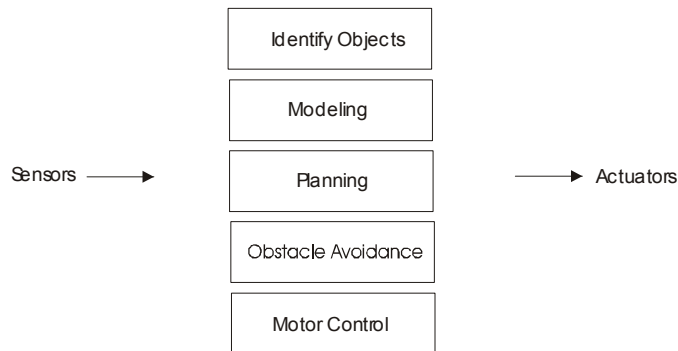 Identify Objects
Modeling
Sensors
Planning
Actuators
Obstacle Avoidance
Motor Control